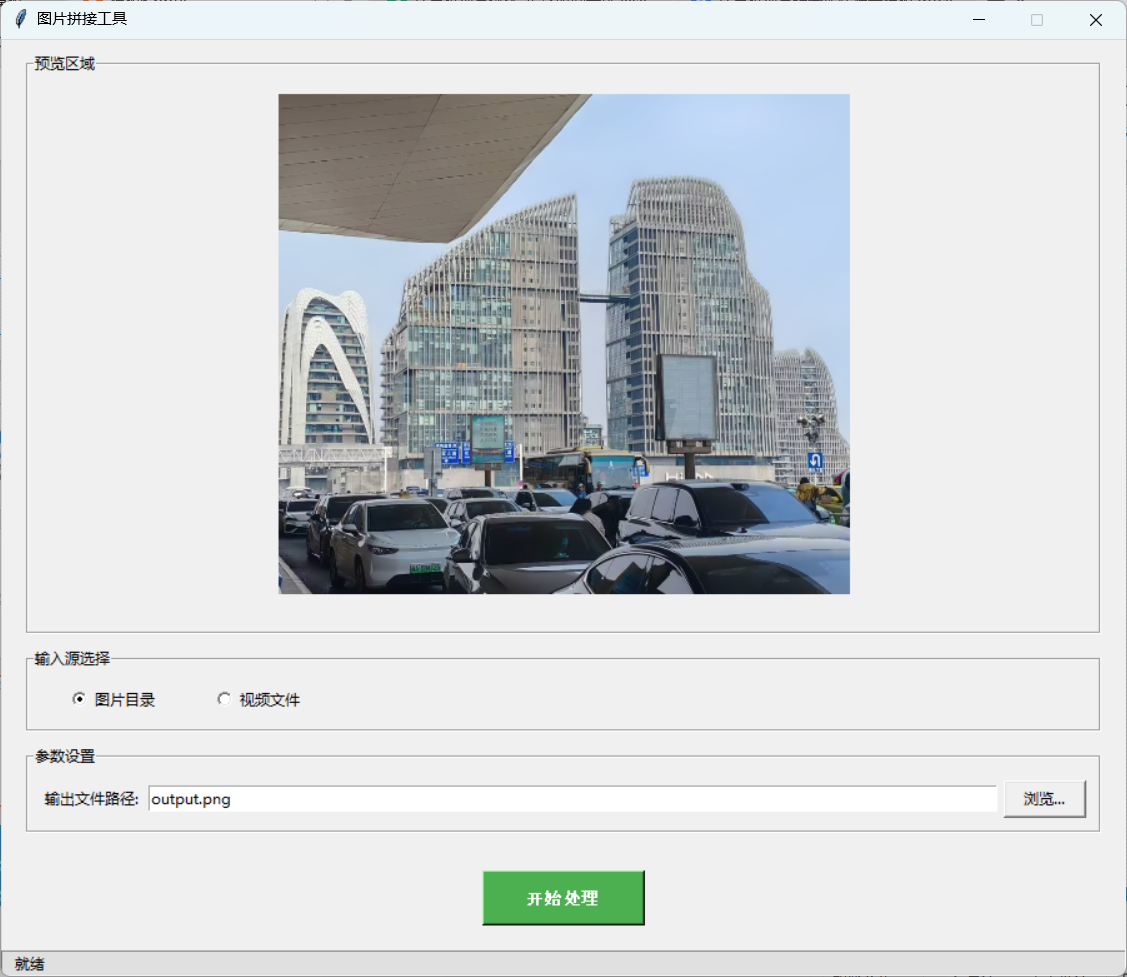 图片拼接工具
预览区域
输入源选择
图片目录
视频文件
参数设置
输出文件路径:
output.png
浏览...
开始处理
就绪